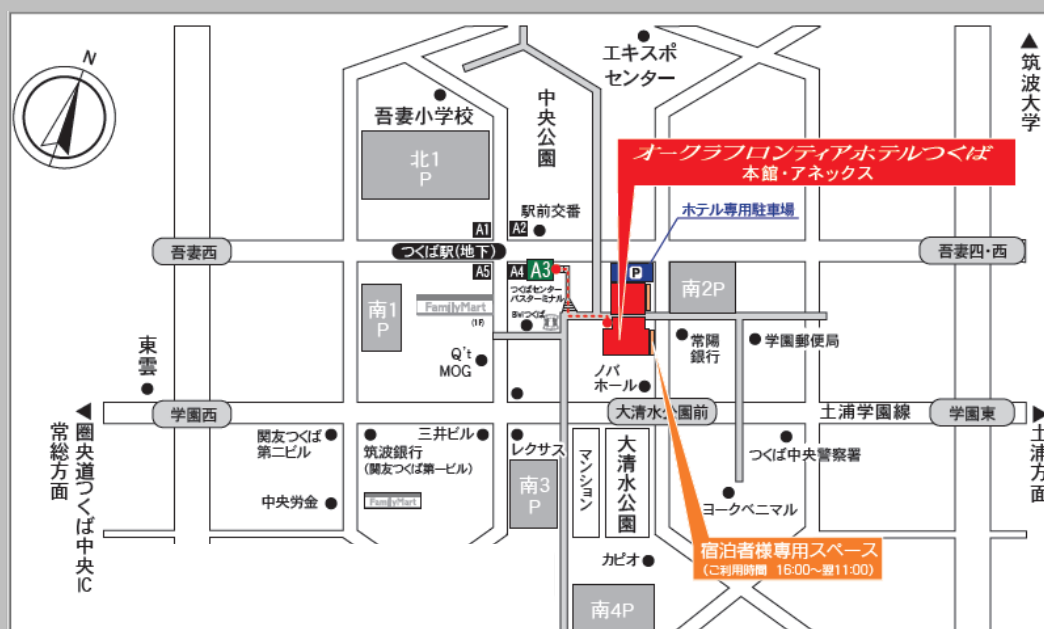 N
エキスポ
センター
▲筑波大学
吾妻小学校
中央公園
北1
P
オークラフロンティアホテルつくば
本館・アネックス
ホテル専用駐車場
駅前交番
A1
A2
吾妻西
つくば駅(地下)
吾妻四・西
A5
A4
A3
P
つくばセンター
バスターミナル
南1
P
FamilyMart
(1F)
BiViつくば
南2P
東雲
Q't
MOG
常陽
銀行
学園郵便局
ノバ
ホール
学園西
大清水公園前
土浦学園線
学園東
◀圏央道つくば中央IC
常総方面
▶土浦方面
関友つくば
第二ビル
筑波銀行
(関友つくば第一ビル)
三井ビル
レクサス
マンション
大清水公園
つくば中央警察署
中央労金
FamilyMart
南3
P
ヨークベニマル
カピオ
宿泊者様専用スペース
(ご利用時間 16:00～翌11:00)
南4P